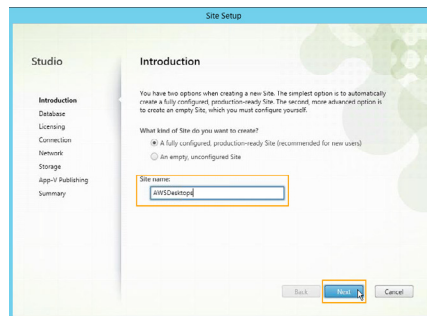 Site Setup
Studio
Introduction
Database
Licensing
Connection
Network
Storage
App-V Publishing
Summary
Introduction
You have two options when creating a new Site. The simplest option is to automatically
create a fully configured, production-ready Site. The second, more advanced option is
to create an empty Site, which you must configure yourself.
What kind of Site do you want to create?
A fully configured, production-ready Site (recommended for new users)
An empty, unconfigured Site
Site name:
AWSDesktops
Back
Next
Cancel